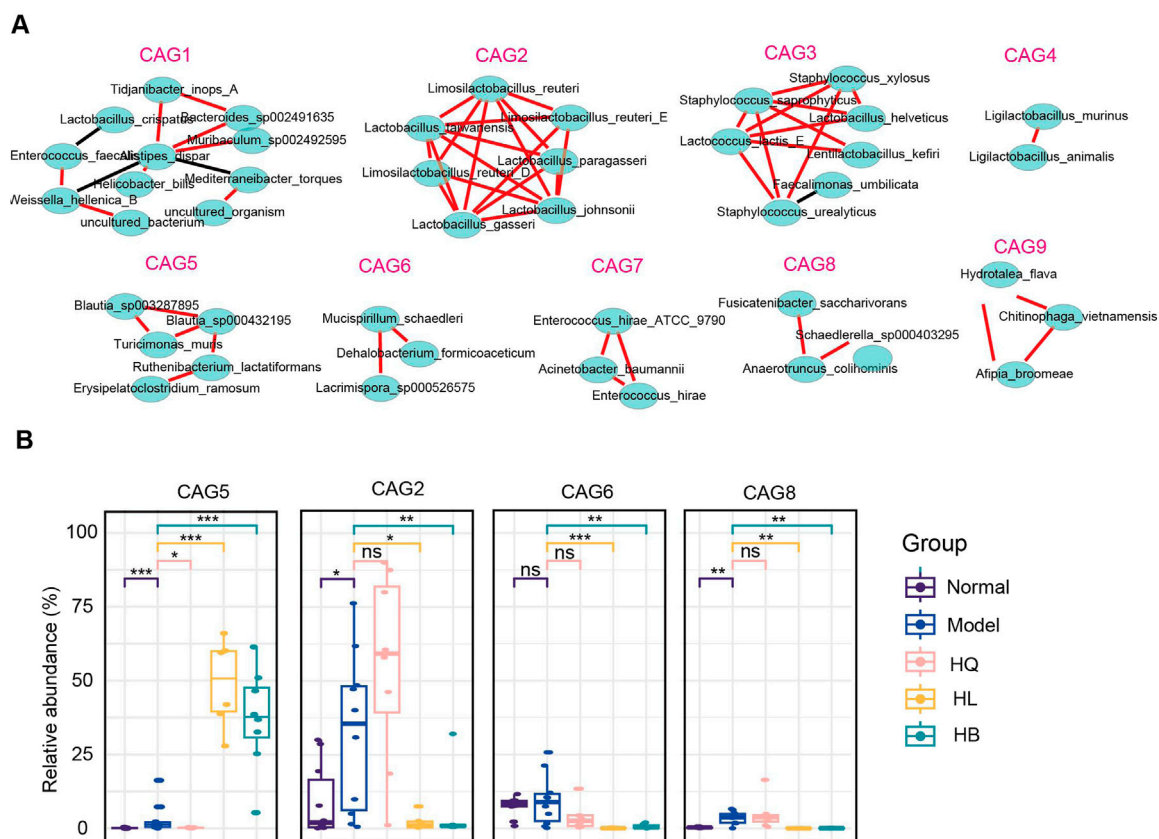 A
CAG1
CAG2
CAG3
CAG4
Tidjanibacter_inops_A
Lactobacillus_crispatus
Bacteroides_sp002491635
Muribaculum_sp002492595
Enterococcus_faecalis
Alistipes_dispar
Helicobacter_bilis
Mediterraneibacter_torques
Weissella_hellenica_B
uncultured_organism
uncultured_bacterium
Limosilactobacillus_reuteri
Limosilactobacillus_reuteri_E
Lactobacillus_taiwanensis
Lactobacillus_paragasseri
Limosilactobacillus_reuteri_D
Lactobacillus_johnsonii
Lactobacillus_gasseri
Staphylococcus_xylosus
Staphylococcus_saprophyticus
Lactobacillus_helveticus
Lactococcus_lactis_E
Lentilactobacillus_kefiri
Faecalimonas_umbilicata
Staphylococcus_urealyticus
Ligilactobacillus_murinus
Ligilactobacillus_animalis
CAG5
CAG6
CAG7
CAG8
CAG9
Blautia_sp003287895
Blautia_sp000432195
Turicimonas_muris
Ruthenibacterium_lactatiformans
Erysipelatoclostridium_ramosum
Mucispirillum_schaedleri
Dehalobacterium_formicoaceticum
Lacrimispora_sp000526575
Enterococcus_hirae_ATCC_9790
Acinetobacter_baumannii
Enterococcus_hirae
Fusicatenibacter_saccharivorans
Schaedlerella_sp000403295
Anaerotruncus_colihominis
Hydrotalea_flava
Chitinophaga_vietnamensis
Afipia_broomeae
B
CAG5
CAG2
CAG6
CAG8
Relative abundance (%)
100
75
50
25
0
***
***
*
***
**
*
ns
*
**
***
ns
ns
**
**
ns
**
Group
Normal
Model
HQ
HL
HB